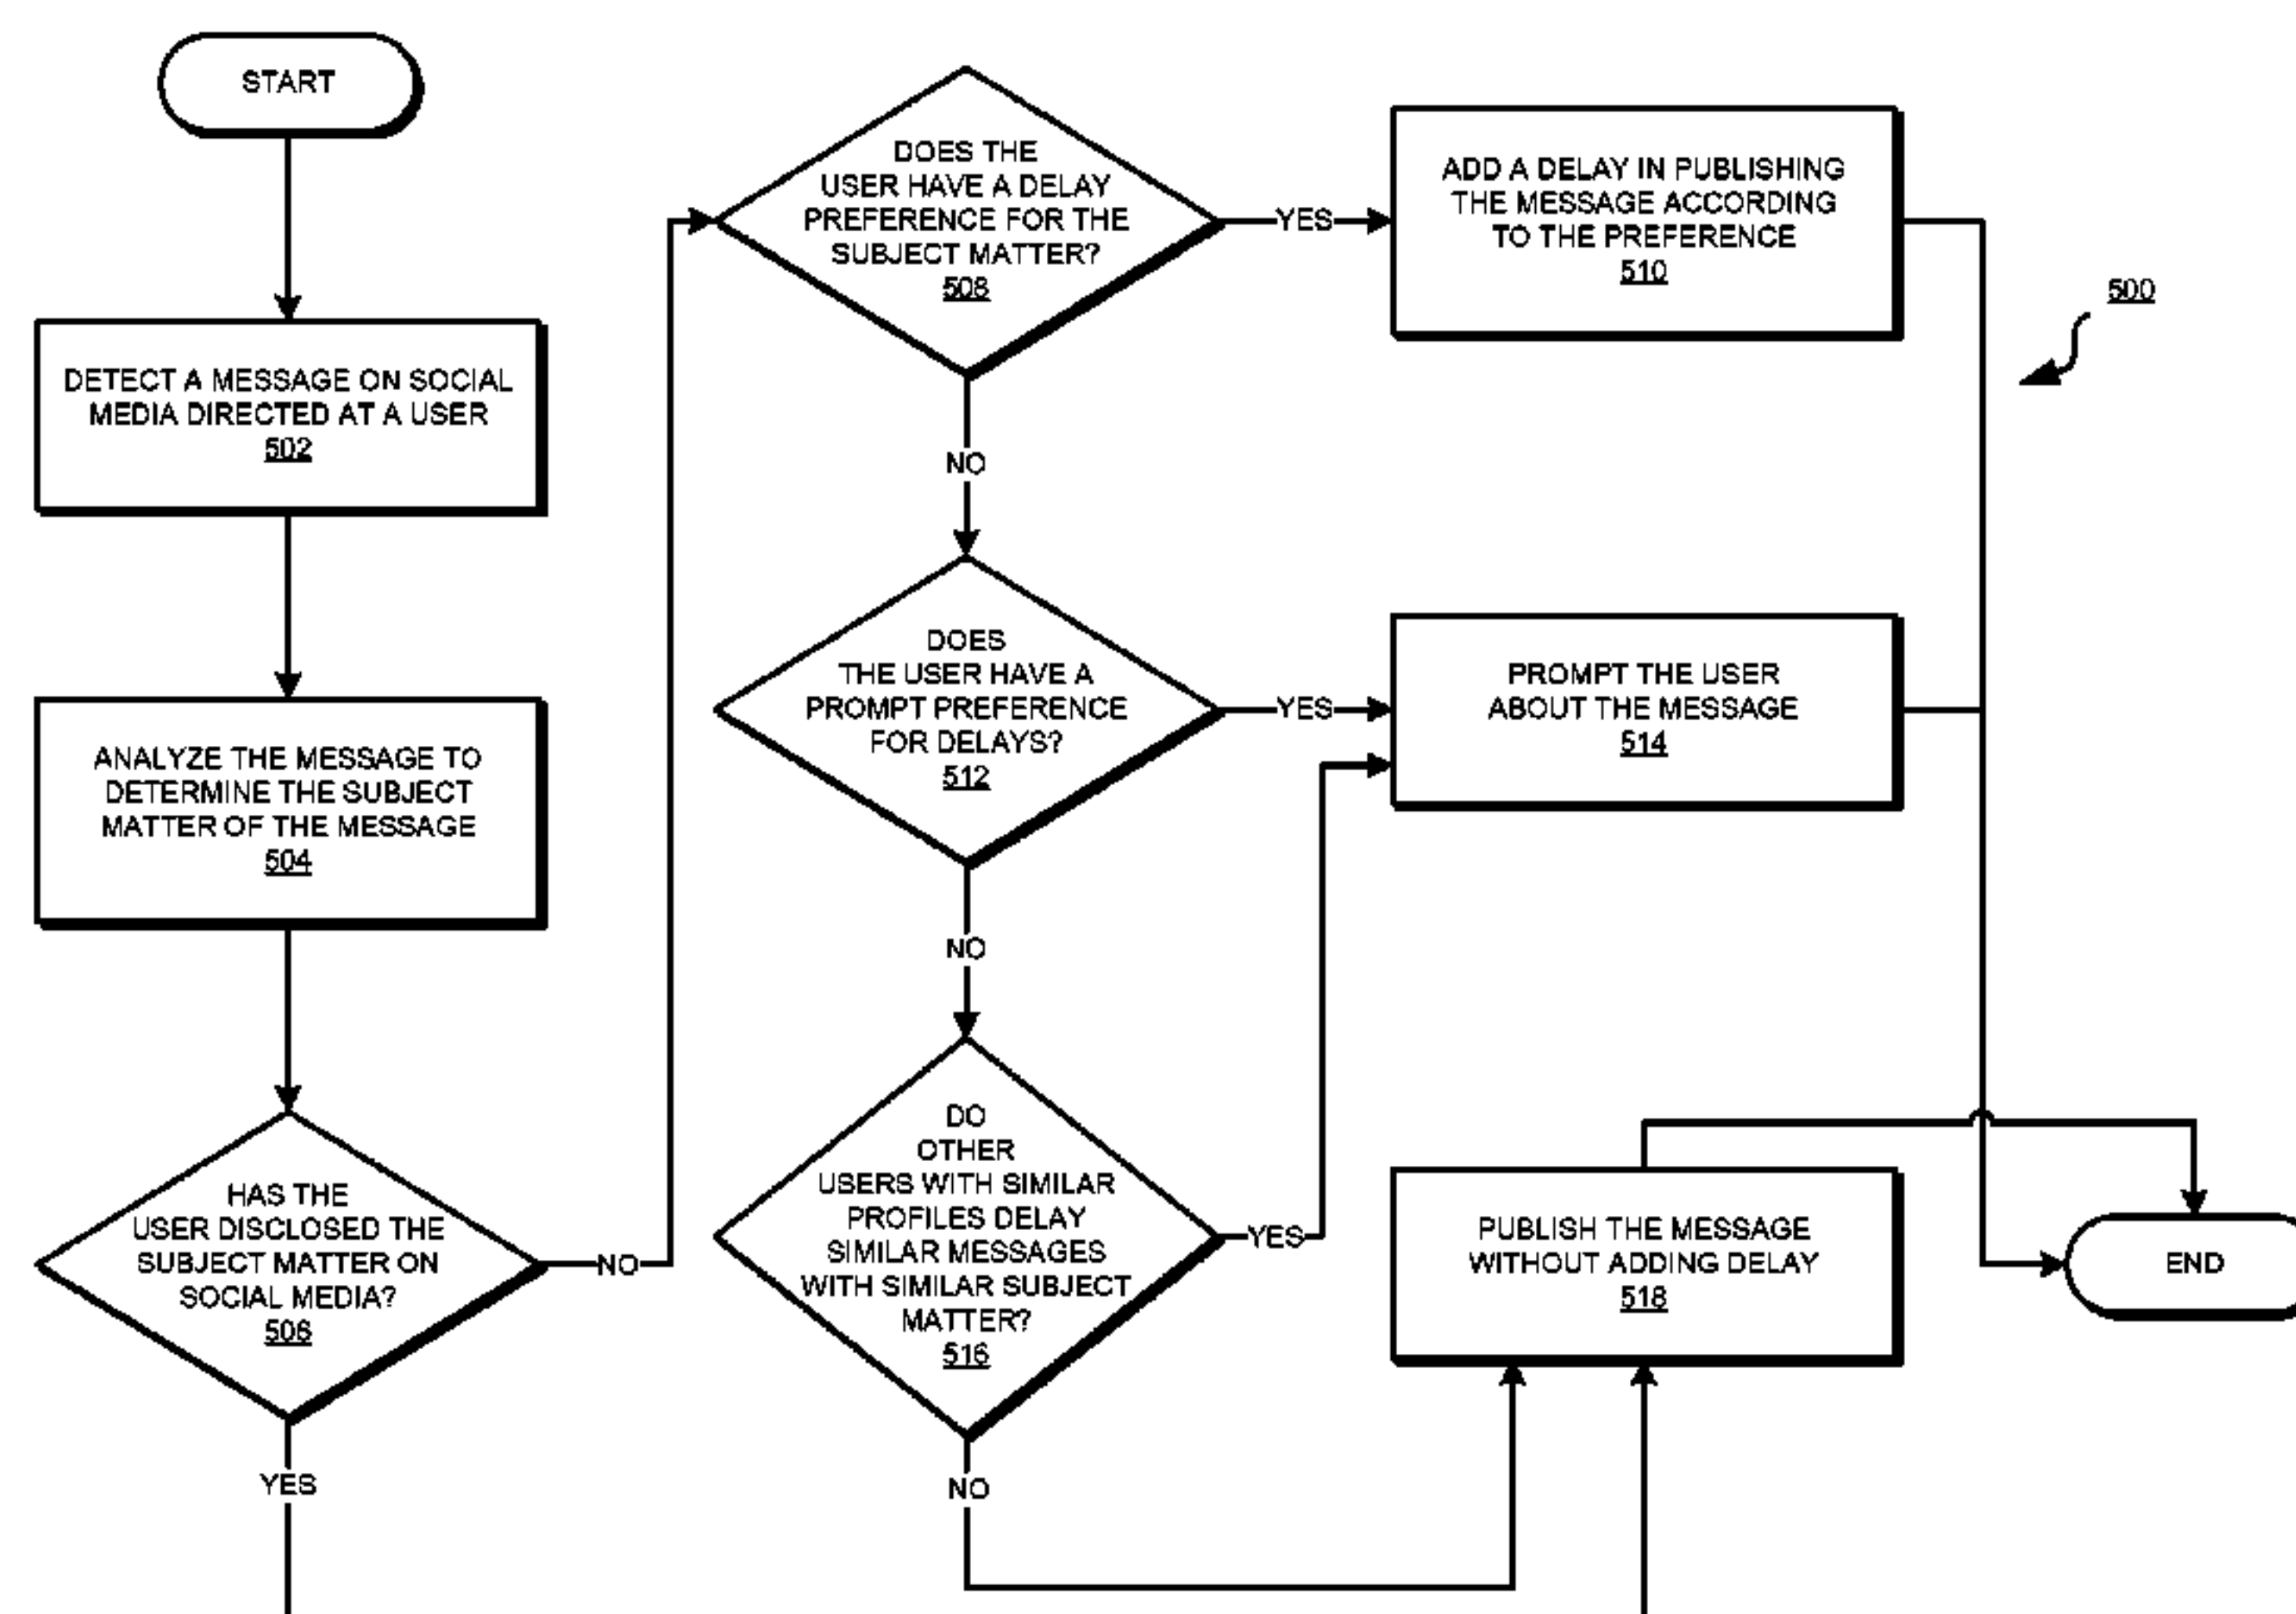 START
DETECT A MESSAGE ON SOCIAL
MEDIA DIRECTED AT A USER
502
ANALYZE THE MESSAGE TO
DETERMINE THE SUBJECT
MATTER OF THE MESSAGE
504
HAS THE
USER DISCLOSED THE
SUBJECT MATTER ON
SOCIAL MEDIA?
506
NO
YES
DOES THE
USER HAVE A DELAY
PREFERENCE FOR THE
SUBJECT MATTER?
508
YES
NO
ADD A DELAY IN PUBLISHING
THE MESSAGE ACCORDING
TO THE PREFERENCE
510
500
DOES
THE USER HAVE A
PROMPT PREFERENCE
FOR DELAYS?
512
YES
NO
PROMPT THE USER
ABOUT THE MESSAGE
514
DO
OTHER
USERS WITH SIMILAR
PROFILES DELAY
SIMILAR MESSAGES
WITH SIMILAR SUBJECT
MATTER?
516
YES
NO
PUBLISH THE MESSAGE
WITHOUT ADDING DELAY
518
END